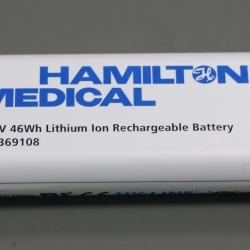 HAMILTON
MEDICAL
V 46Wh Lithium Ion Rechargeable Battery
369108